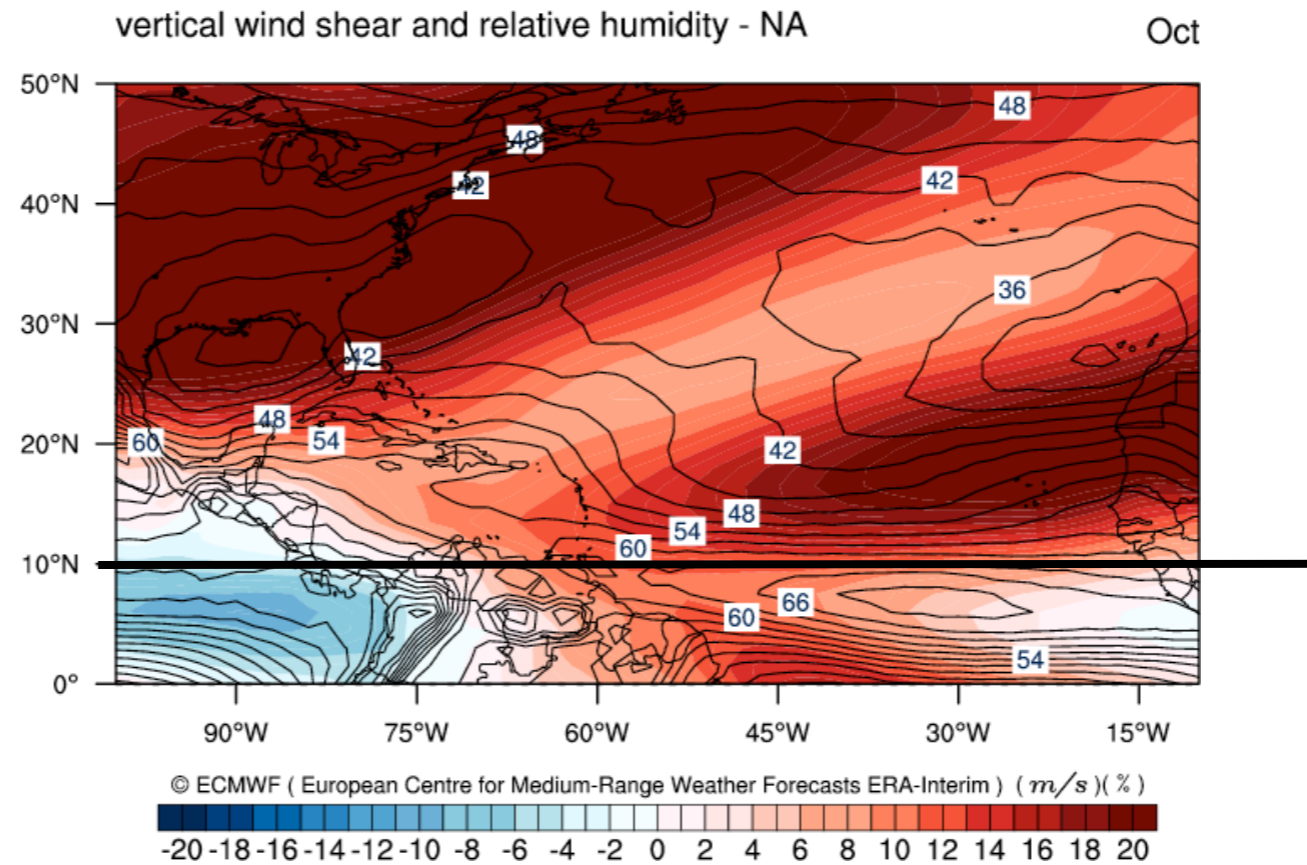 vertical wind shear and relative humidity - NA
Oct
50°N
48
48
42
42
40°N
36
30°N
42
48
54
60
20°N
42
48
54
60
10°N
66
60
54
0°
90°W 75°W 60°W 45°W 30°W 15°W
© ECMWF ( European Centre for Medium-Range Weather Forecasts ERA-Interim ) ( m/s )( % )
-20 -18 -16 -14 -12 -10 -8 -6 -4 -2 0 2 4 6 8 10 12 14 16 18 20